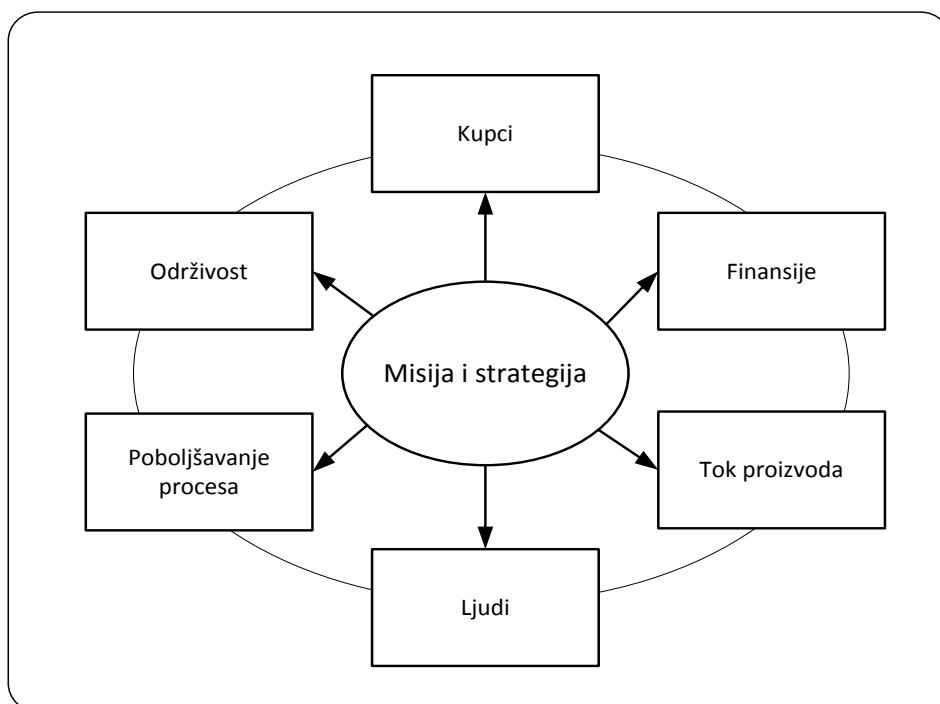 Kupci
Održivost
Finansije
Misija i strategija
Poboljšavanje
procesa
Tok proizvoda
Ljudi